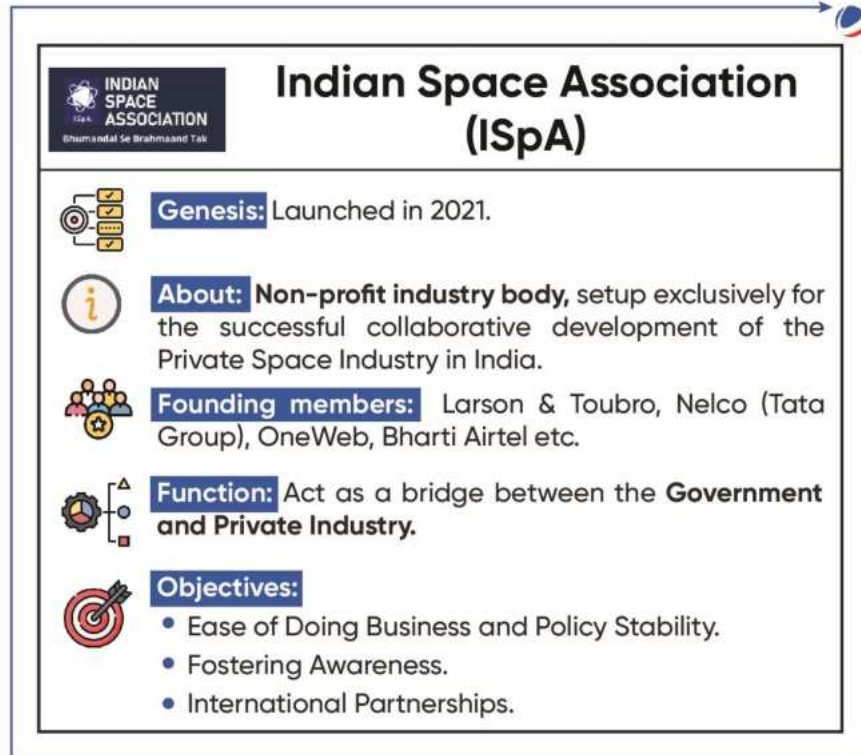 INDIAN
SPACE
ASSOCIATION
ISpA
Bhumandal Se Brahmaand Tak
Indian Space Association
(ISpA)
Genesis: Launched in 2021.
About: Non-profit industry body, setup exclusively for
the successful collaborative development of the
Private Space Industry in India.
Founding members: Larson & Toubro, Nelco (Tata
Group), OneWeb, Bharti Airtel etc.
Function: Act as a bridge between the Government
and Private Industry.
Objectives:
• Ease of Doing Business and Policy Stability.
• Fostering Awareness.
• International Partnerships.